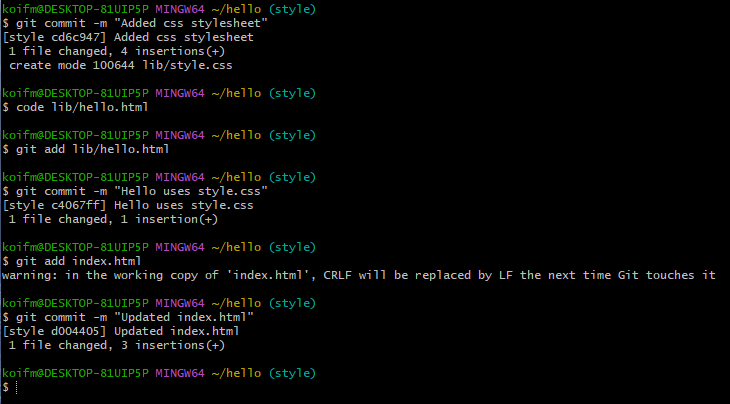 koifm@DESKTOP-81UIP5P MINGW64 ~/hello (style)
$ git commit -m "Added css stylesheet"
[style cd6c947] Added css stylesheet
 1 file changed, 4 insertions(+)
 create mode 100644 lib/style.css

koifm@DESKTOP-81UIP5P MINGW64 ~/hello (style)
$ code lib/hello.html

koifm@DESKTOP-81UIP5P MINGW64 ~/hello (style)
$ git add lib/hello.html

koifm@DESKTOP-81UIP5P MINGW64 ~/hello (style)
$ git commit -m "Hello uses style.css"
[style c4067ff] Hello uses style.css
 1 file changed, 1 insertion(+)

koifm@DESKTOP-81UIP5P MINGW64 ~/hello (style)
$ git add index.html
warning: in the working copy of 'index.html', CRLF will be replaced by LF the next time Git touches it

koifm@DESKTOP-81UIP5P MINGW64 ~/hello (style)
$ git commit -m "Updated index.html"
[style d004405] Updated index.html
 1 file changed, 3 insertions(+)

koifm@DESKTOP-81UIP5P MINGW64 ~/hello (style)
$